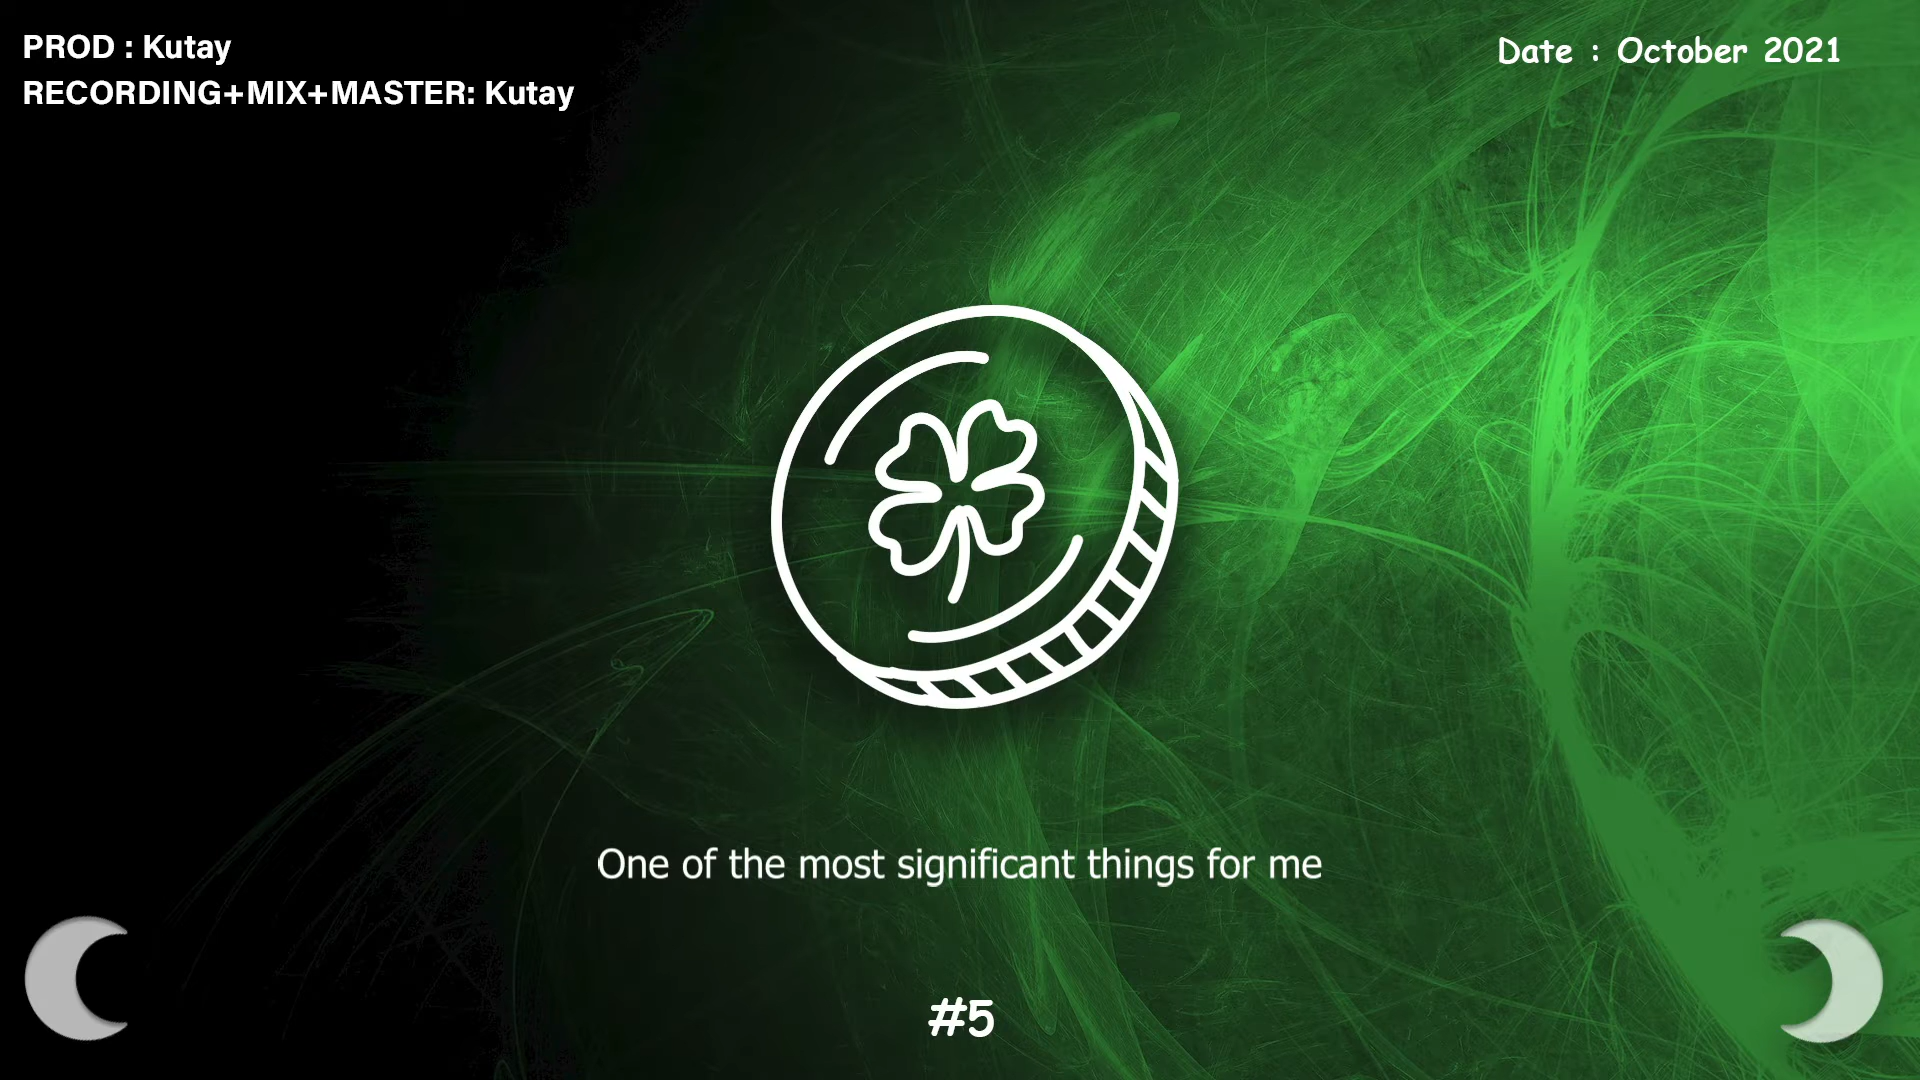 PROD : Kutay
RECORDING+MIX+MASTER: Kutay
Date : October 2021
One of the most significant things for me
#5